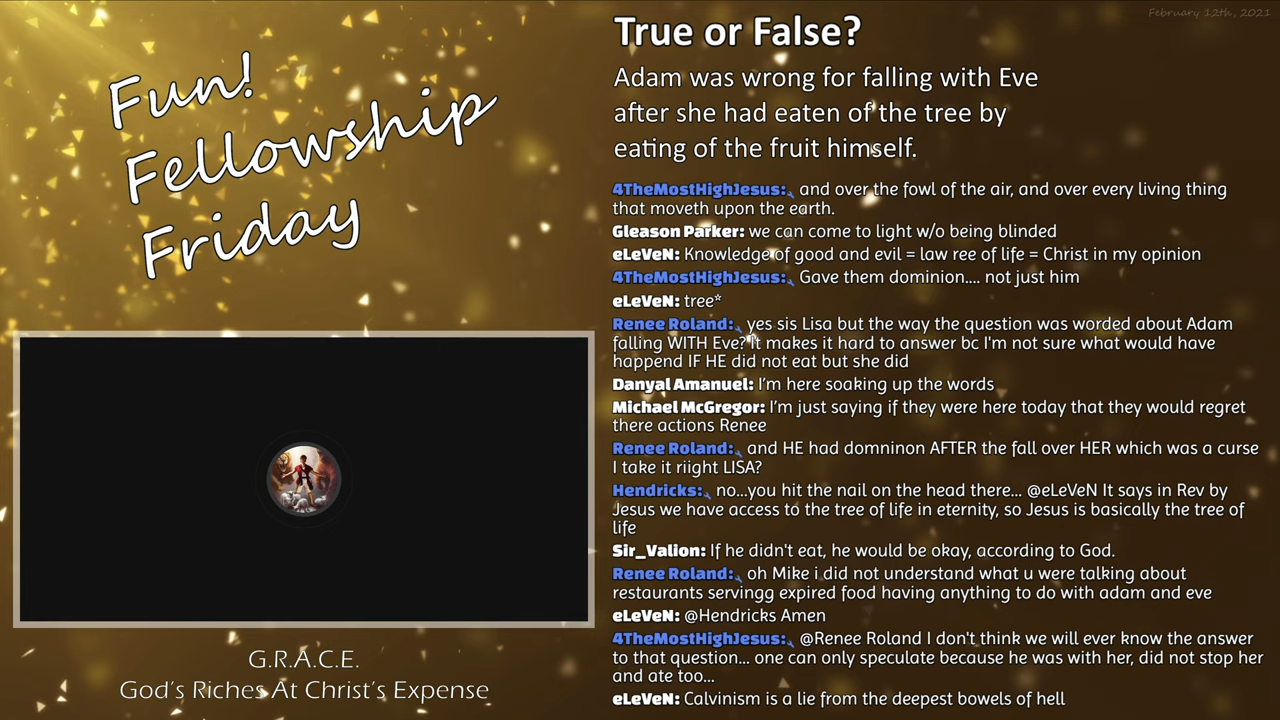 February 12th, 2021
Fun!
Fellowship
Friday
True or False?
Adam was wrong for falling with Eve
after she had eaten of the tree by
eating of the fruit himself.
4TheMostHighJesus: and over the fowl of the air, and over every living thing
that moveth upon the earth.
Gleason Parker: we can come to light w/o being blinded
eLeVeN: Knowledge of good and evil = law ree of life = Christ in my opinion
4TheMostHighJesus: Gave them dominion.... not just him
eLeVeN: tree*
Renee Roland: yes sis Lisa but the way the question was worded about Adam
falling WITH Eve? It makes it hard to answer bc I'm not sure what would have
happend IF HE did not eat but she did
Danyal Amanuel: I'm here soaking up the words
Michael McGregor: I'm just saying if they were here today that they would regret
there actions Renee
Renee Roland: and HE had domninon AFTER the fall over HER which was a curse
I take it riight LISA?
Hendricks: no...you hit the nail on the head there... @eLeVeN It says in Rev by
Jesus we have access to the tree of life in eternity, so Jesus is basically the tree of
life
Sir_Valion: If he didn't eat, he would be okay, according to God.
Renee Roland: oh Mike i did not understand what u were talking about
restaurants servingg expired food having anything to do with adam and eve
eLeVeN: @Hendricks Amen
4TheMostHighJesus: @Renee Roland I don't think we will ever know the answer
to that question... one can only speculate because he was with her, did not stop her
and ate too...
eLeVeN: Calvinism is a lie from the deepest bowels of hell
G.R.A.C.E.
God's Riches At Christ's Expense